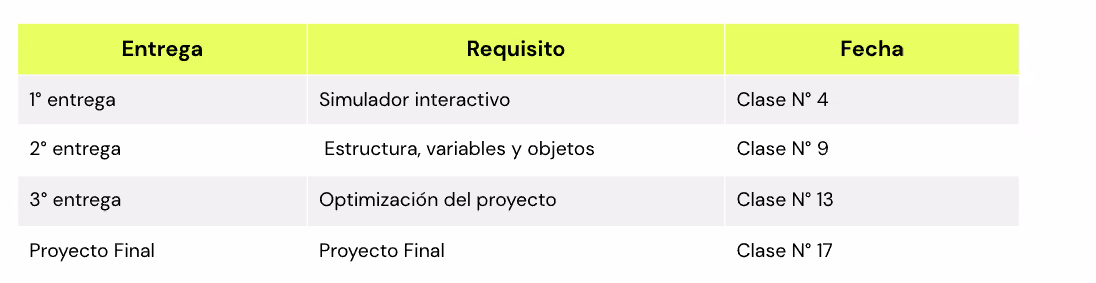 Entrega Requisito Fecha
1° entrega Simulador interactivo Clase N° 4
2° entrega Estructura, variables y objetos Clase N° 9
3° entrega Optimización del proyecto Clase N° 13
Proyecto Final Proyecto Final Clase N° 17